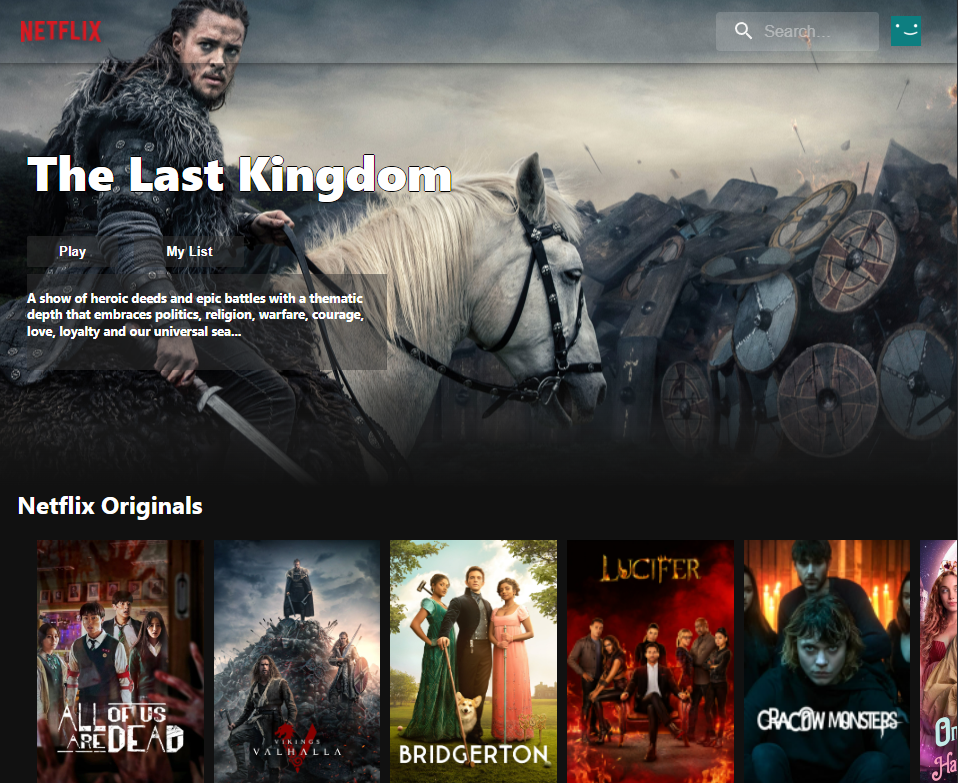 NETFLIX
Search…
The Last Kingdom
Play
My List
A show of heroic deeds and epic battles with a thematic
depth that embraces politics, religion, warfare, courage,
love, loyalty and our universal sea...
Netflix Originals
ALL OF US
ARE DEAD
VIKINGS
VALHALLA
BRIDGERTON
LUCIFER
CRACOW MONSTERS